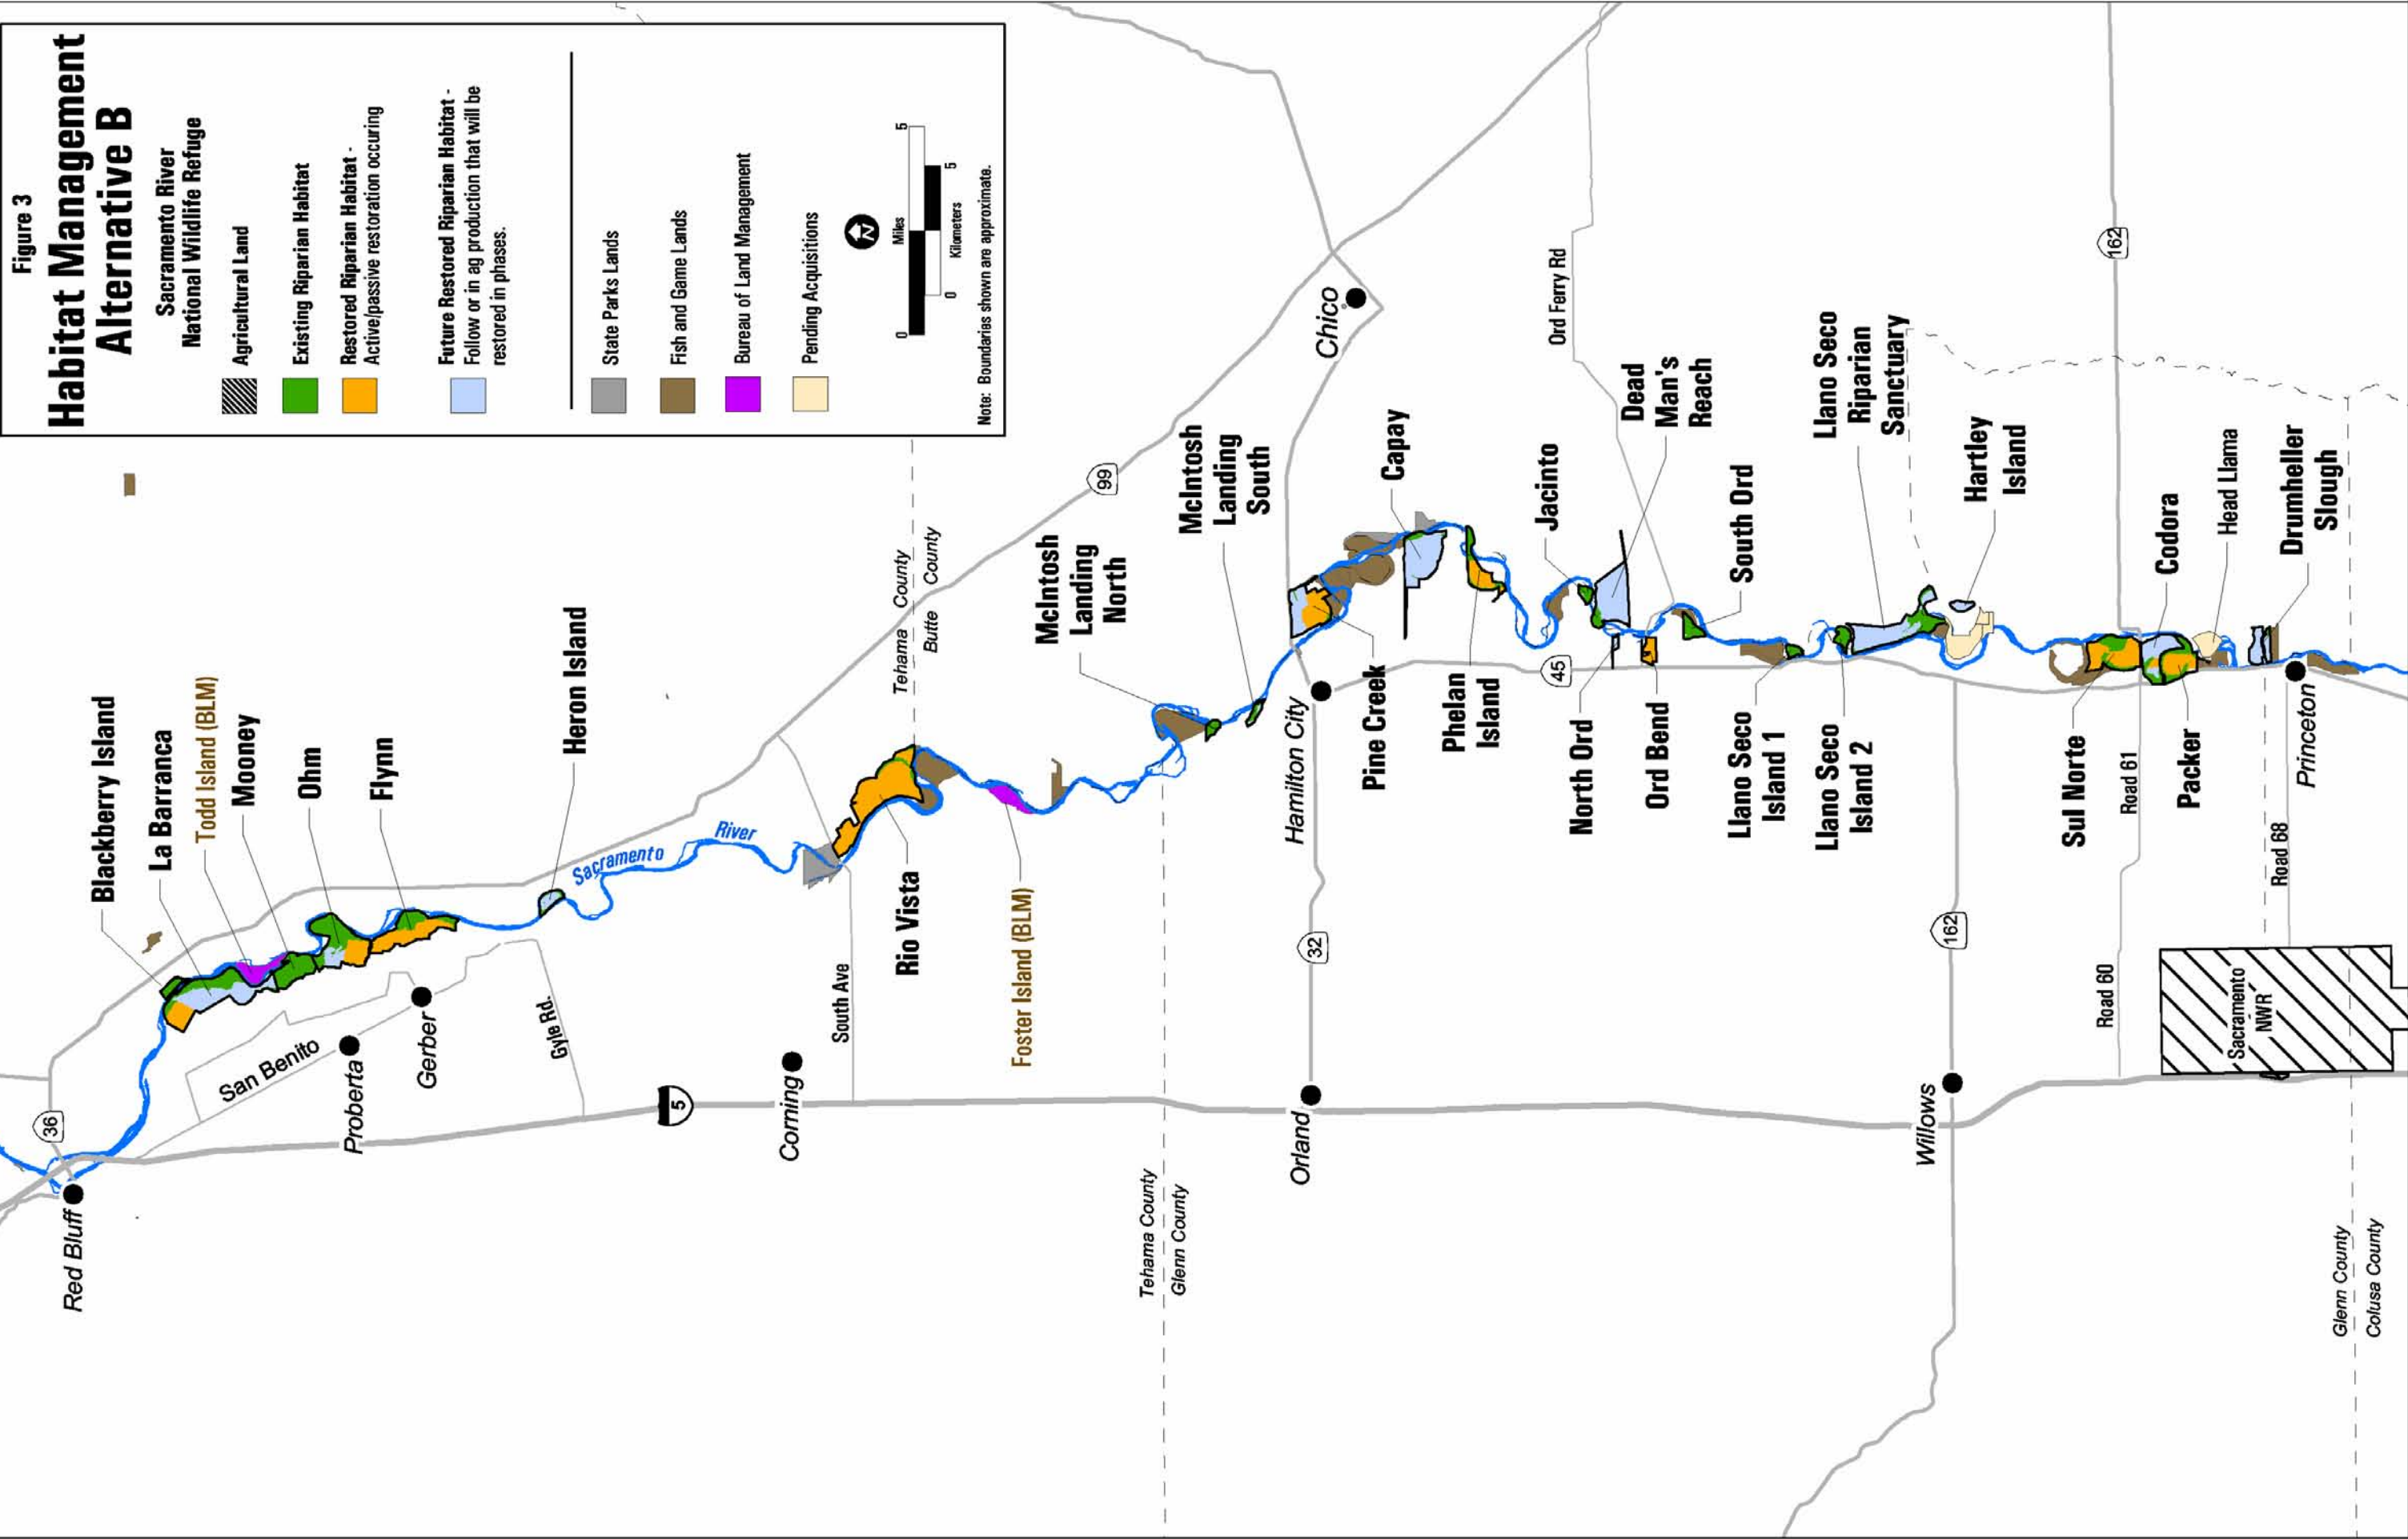 Figure 3
Habitat Management
Alternative B
Sacramento River
National Wildlife Refuge
Agricultural Land
Existing Riparian Habitat
Restored Riparian Habitat -
Active/passive restoration occuring
Future Restored Riparian Habitat -
Follow or in ag production that will be
restored in phases.
State Parks Lands
Fish and Game Lands
Bureau of Land Management
Pending Acquisitions
N
0
Miles
5
0
Kilometers
5
Note: Boundaries shown are approximate.
36
Red Bluff
Blackberry Island
La Barranca
Todd Island (BLM)
Mooney
Ohm
Flynn
San Benito
Proberta
Gerber
Gyle Rd.
Heron Island
Sacramento
River
5
Corning
South Ave
Rio Vista
Tehama County
Butte County
99
Foster Island (BLM)
McIntosh
Landing
North
Tehama County
Glenn County
McIntosh
Landing
South
Hamilton City
32
Orland
Chico
Pine Creek
Capay
Phelan
Island
Jacinto
45
Ord Ferry Rd
North Ord
Dead
Man's
Reach
Ord Bend
South Ord
Llano Seco
Island 1
Llano Seco
Island 2
Llano Seco
Riparian
Sanctuary
Hartley
Island
162
Willows
162
Sul Norte
Road 61
Road 60
Codora
Packer
Head Llama
Drumheller
Slough
Road 68
Princeton
Sacramento
NWR
Glenn County
Colusa County